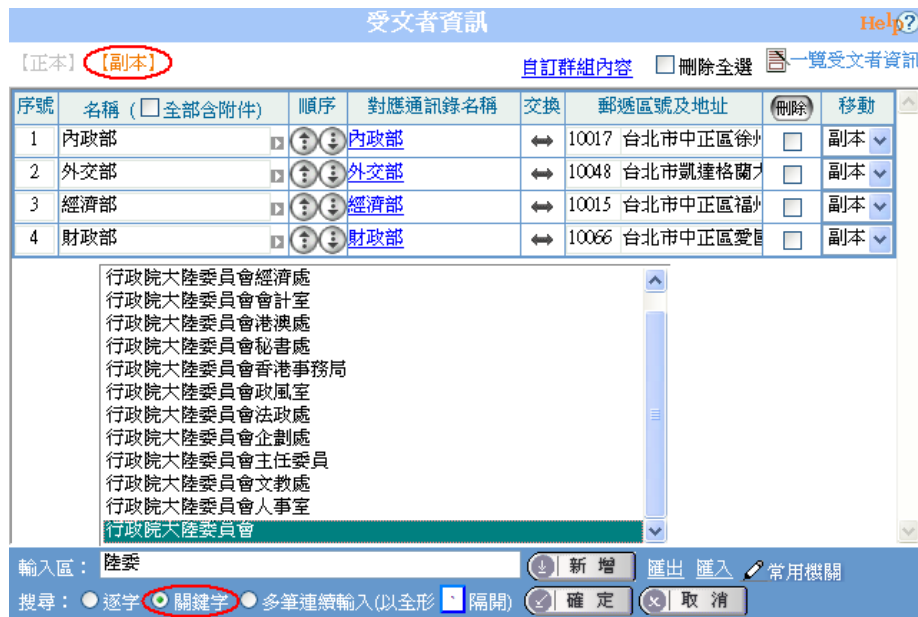 受文者資訊
Help?
【正本】 【副本】 自訂群組內容 刪除全選 一覽受文者資訊
序號 名稱 (全部含附件) 順序 對應通訊錄名稱 交換 郵遞區號及地址 刪除 移動
1 內政部 內政部 10017 台北市中正區徐州 副本
2 外交部 外交部 10048 台北市凱達格蘭大 副本
3 經濟部 經濟部 10015 台北市中正區福州 副本
4 財政部 財政部 10066 台北市中正區愛國 副本
行政院大陸委員會經濟處
行政院大陸委員會會計室
行政院大陸委員會港澳處
行政院大陸委員會秘書處
行政院大陸委員會香港事務局
行政院大陸委員會政風室
行政院大陸委員會法政處
行政院大陸委員會企劃處
行政院大陸委員會主任委員
行政院大陸委員會文教處
行政院大陸委員會人事室
行政院大陸委員會
輸入區： 陸委 新增 匯出 匯入 常用機關
搜尋： 逐字 關鍵字 多筆連續輸入(以全形 、 隔開) 確定 取消